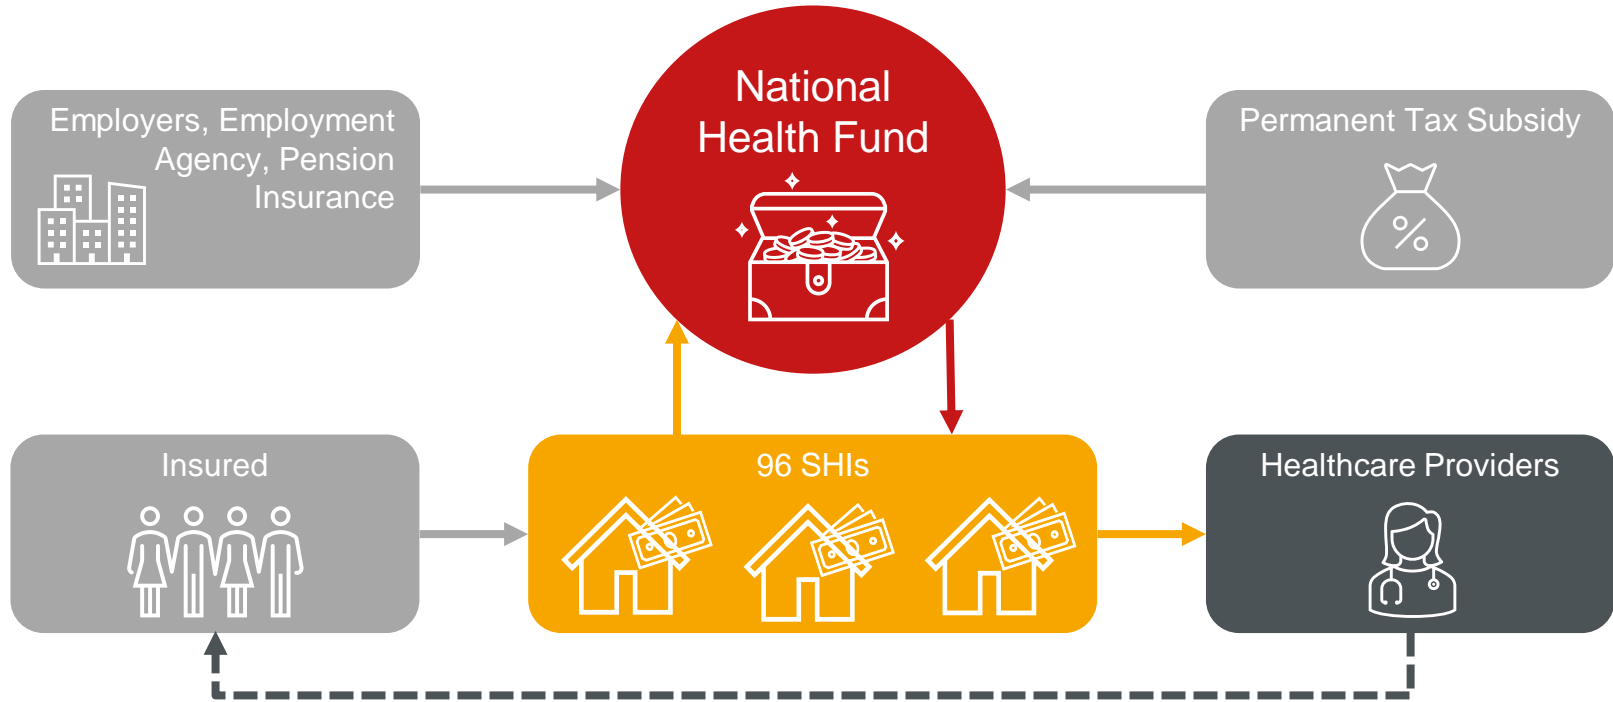 National
Health Fund
Employers, Employment
Agency, Pension
Insurance
Permanent Tax Subsidy
%
Insured
96 SHIs
Healthcare Providers